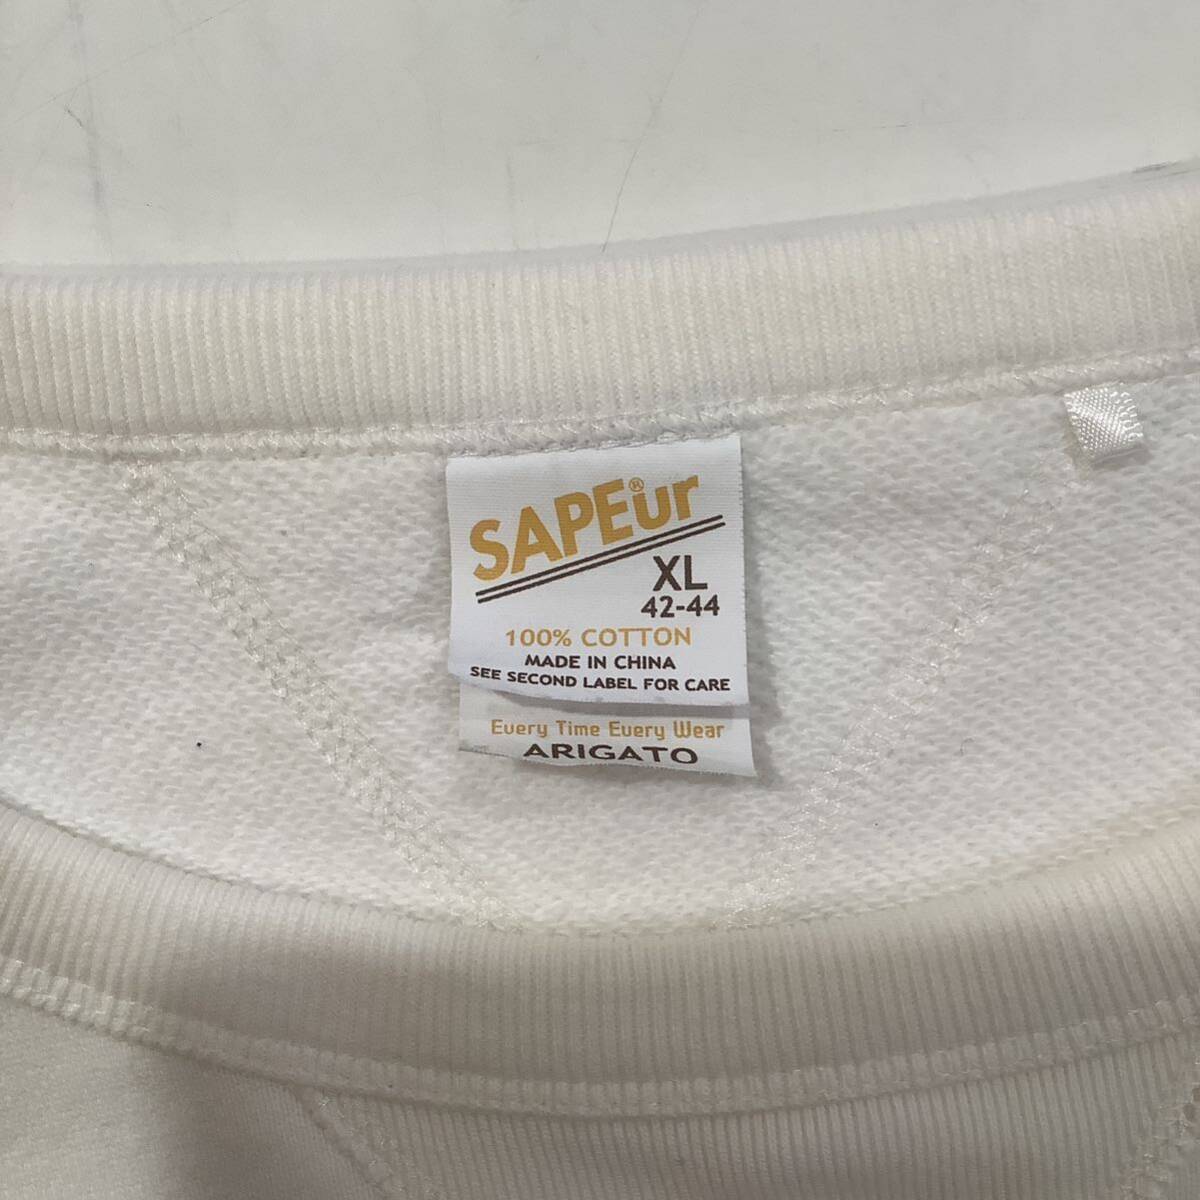 SAPEur®
XL
42-44
100% COTTON
MADE IN CHINA
SEE SECOND LABEL FOR CARE
Every Time Every Wear
ARIGATO